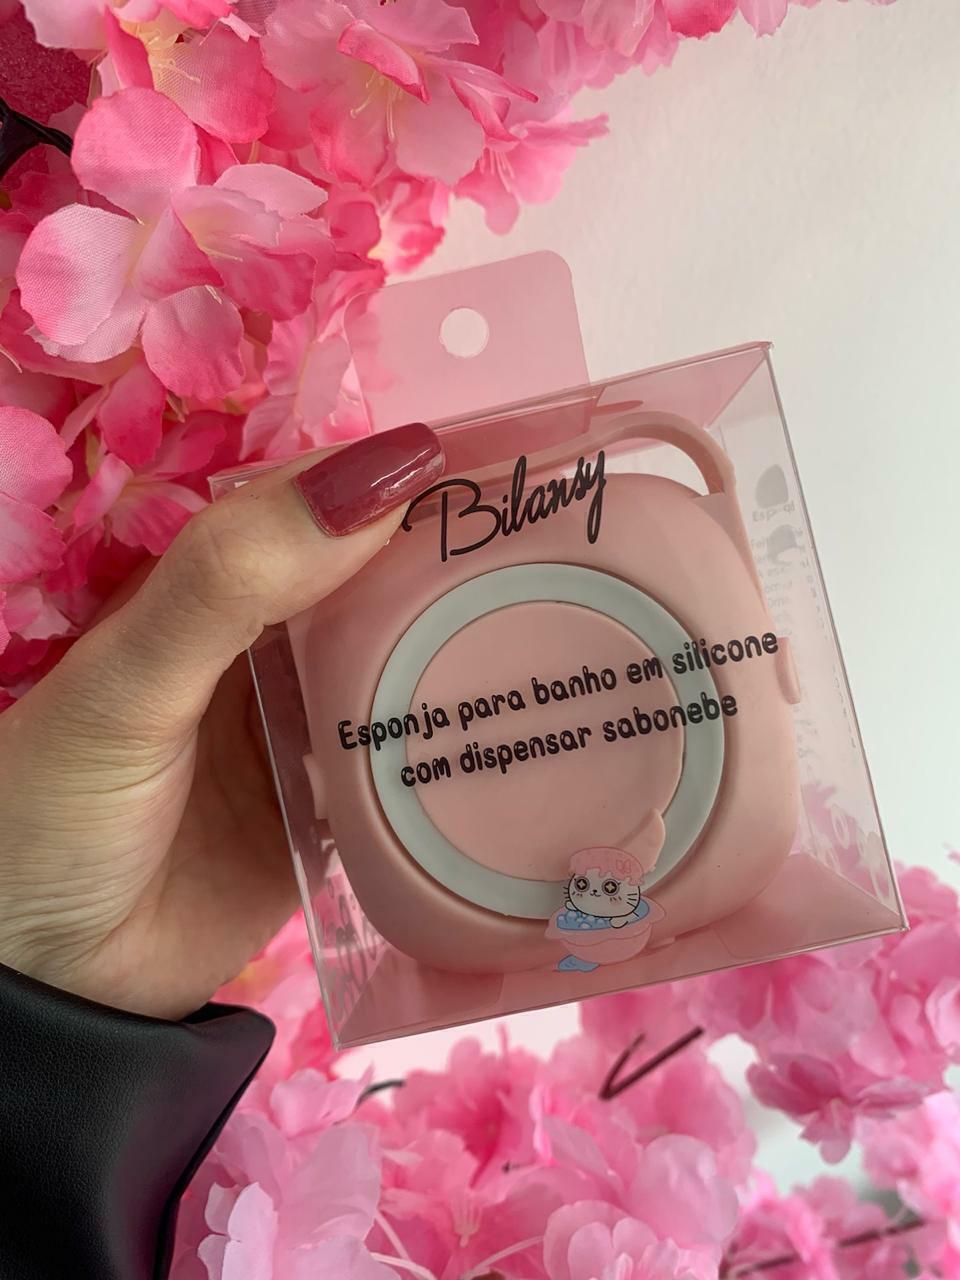 Bilansy
Esponja para banho em silicone
com dispensar sabonebe